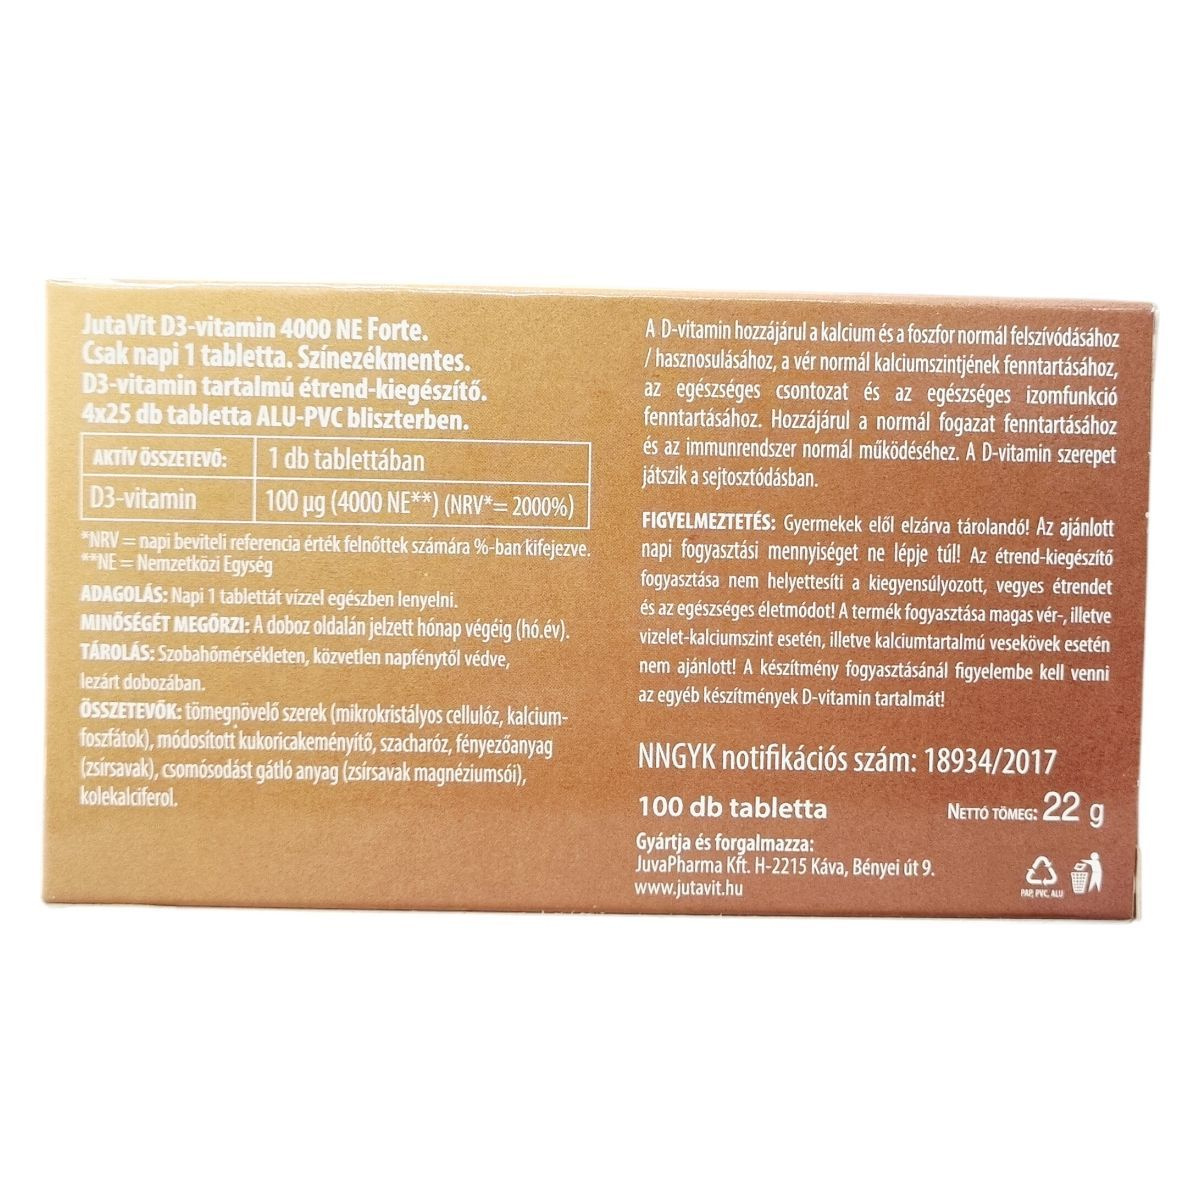 JutaVit D3-vitamin 4000 NE Forte.
Csak napi 1 tabletta. Színezékmentes.
D3-vitamin tartalmú étrend-kiegészítő.
4x25 db tabletta ALU-PVC bliszterben.
AKTÍV ÖSSZETEVŐ: 1 db tablettában
D3-vitamin 100 µg (4000 NE**) (NRV*= 2000%)
*NRV = napi beviteli referencia érték felnőttek számára %-ban kifejezve.
**NE = Nemzetközi Egység
ADAGOLÁS: Napi 1 tablettát vízzel egészben lenyelni.
MINŐSÉGÉT MEGŐRZI: A doboz oldalán jelzett hónap végéig (hó.év).
TÁROLÁS: Szobahőmérsékleten, közvetlen napfénytől védve,
lezárt dobozában.
ÖSSZETEVŐK: tömegnövelő szerek (mikrokristályos cellulóz, kalcium-
foszfátok), módosított kukoricakeményítő, szacharóz, fényezőanyag
(zsírsavak), csomósodást gátló anyag (zsírsavak magnéziumsói),
kolekalciferol.
A D-vitamin hozzájárul a kalcium és a foszfor normál felszívódásához
/ hasznosulásához, a vér normál kalciumszintjének fenntartásához,
az egészséges csontozat és az egészséges izomfunkció
fenntartásához. Hozzájárul a normál fogazat fenntartásához
és az immunrendszer normál működéséhez. A D-vitamin szerepet
játszik a sejtosztódásban.
FIGYELMEZTETÉS: Gyermekek elől elzárva tárolandó! Az ajánlott
napi fogyasztási mennyiséget ne lépje túl! Az étrend-kiegészítő
fogyasztása nem helyettesíti a kiegyensúlyozott, vegyes étrendet
és az egészséges életmódot! A termék fogyasztása magas vér-, illetve
vizelet-kalciumszint esetén, illetve kalciumtartalmú vesekövek esetén
nem ajánlott! A készítmény fogyasztásánál figyelembe kell venni
az egyéb készítmények D-vitamin tartalmát!
NNGYK notifikációs szám: 18934/2017
100 db tabletta NETTÓ TÖMEG: 22 g
Gyártja és forgalmazza:
JuvaPharma Kft. H-2215 Káva, Bényei út 9.
www.jutavit.hu
PAP, PVC, ALU